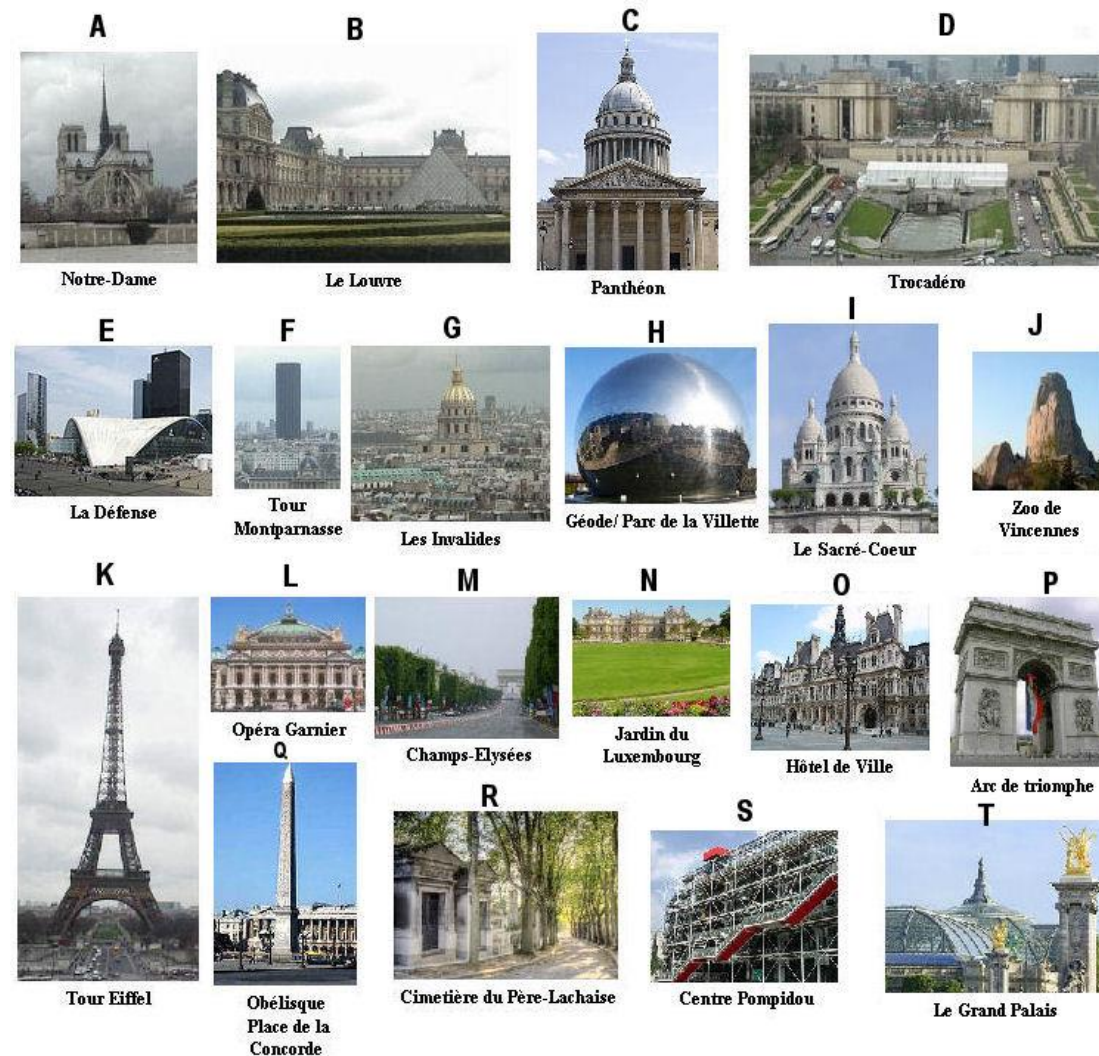 A
B
C
D
Notre-Dame
Le Louvre
Panthéon
Trocadéro
E
F
G
H
I
J
La Défense
Tour
Montparnasse
Les Invalides
Géode/ Parc de la Villette
Le Sacré-Coeur
Zoo de
Vincennes
K
L
M
N
O
P
Opéra Garnier
Champs-Elysées
Jardin du
Luxembourg
Hôtel de Ville
Arc de triomphe
Q
R
S
T
Tour Eiffel
Obélisque
Place de la
Concorde
Cimetière du Père-Lachaise
Centre Pompidou
Le Grand Palais